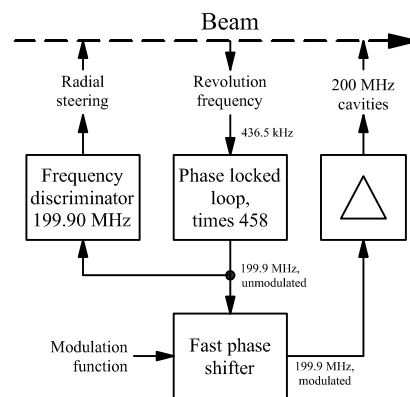 Beam
Radial
steering
Revolution
frequency
200 MHz
cavities
436.5 kHz
Frequency
discriminator
199.90 MHz
Phase locked
loop,
times 458
199.9 MHz,
unmodulated
Modulation
function
Fast phase
shifter
199.9 MHz,
modulated